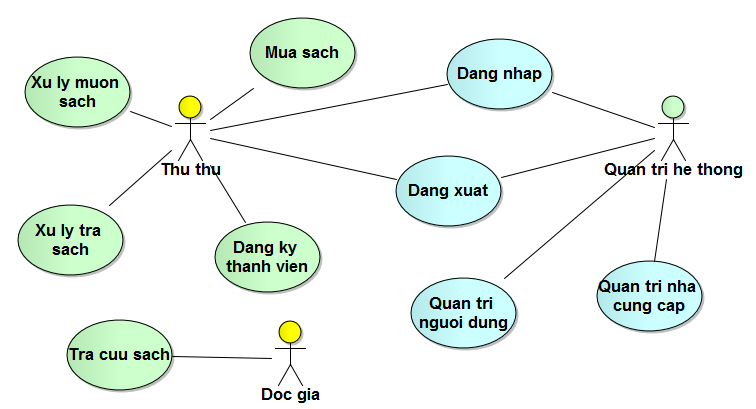 Mua sach
Dang nhap
Xu ly muon
sach
Thu thu
Quan tri he thong
Dang xuat
Xu ly tra
sach
Dang ky
thanh vien
Quan tri
nguoi dung
Quan tri nha
cung cap
Tra cuu sach
Doc gia